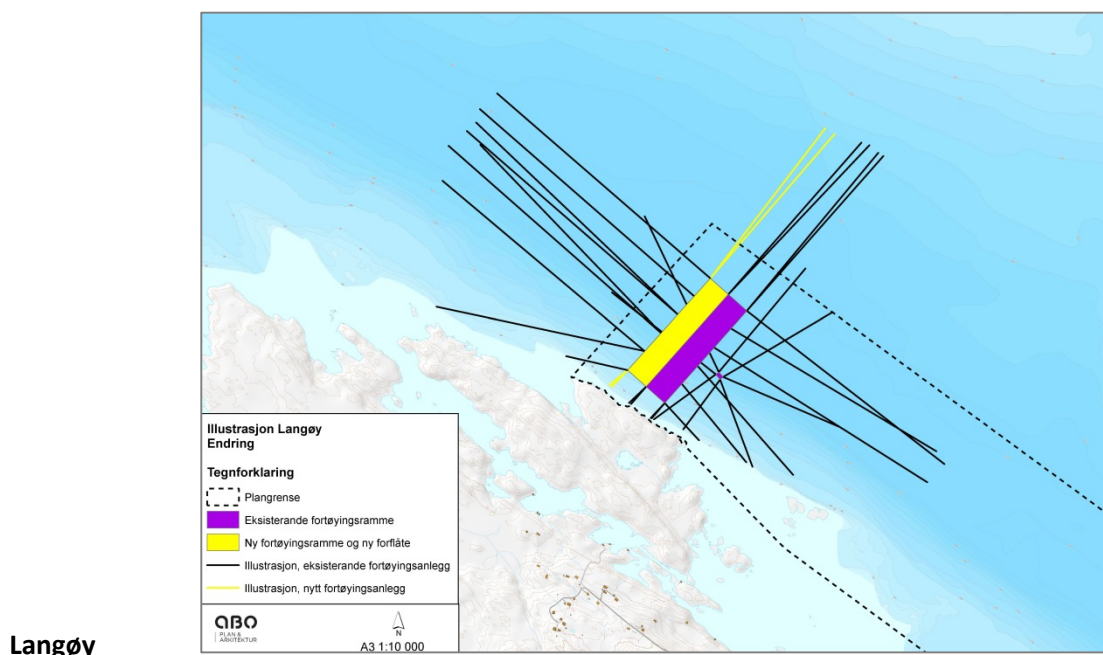 Illustrasjon Langøy
Endring
Tegnforklaring
Plangrense
Eksisterande fortøyingsramme
Ny fortøyingsramme og ny forflåte
Illustrasjon, eksisterande fortøyingsanlegg
Illustrasjon, nytt fortøyingsanlegg
abo
PLAN &
ARKITEKTUR
N
A3 1:10 000
Langøy